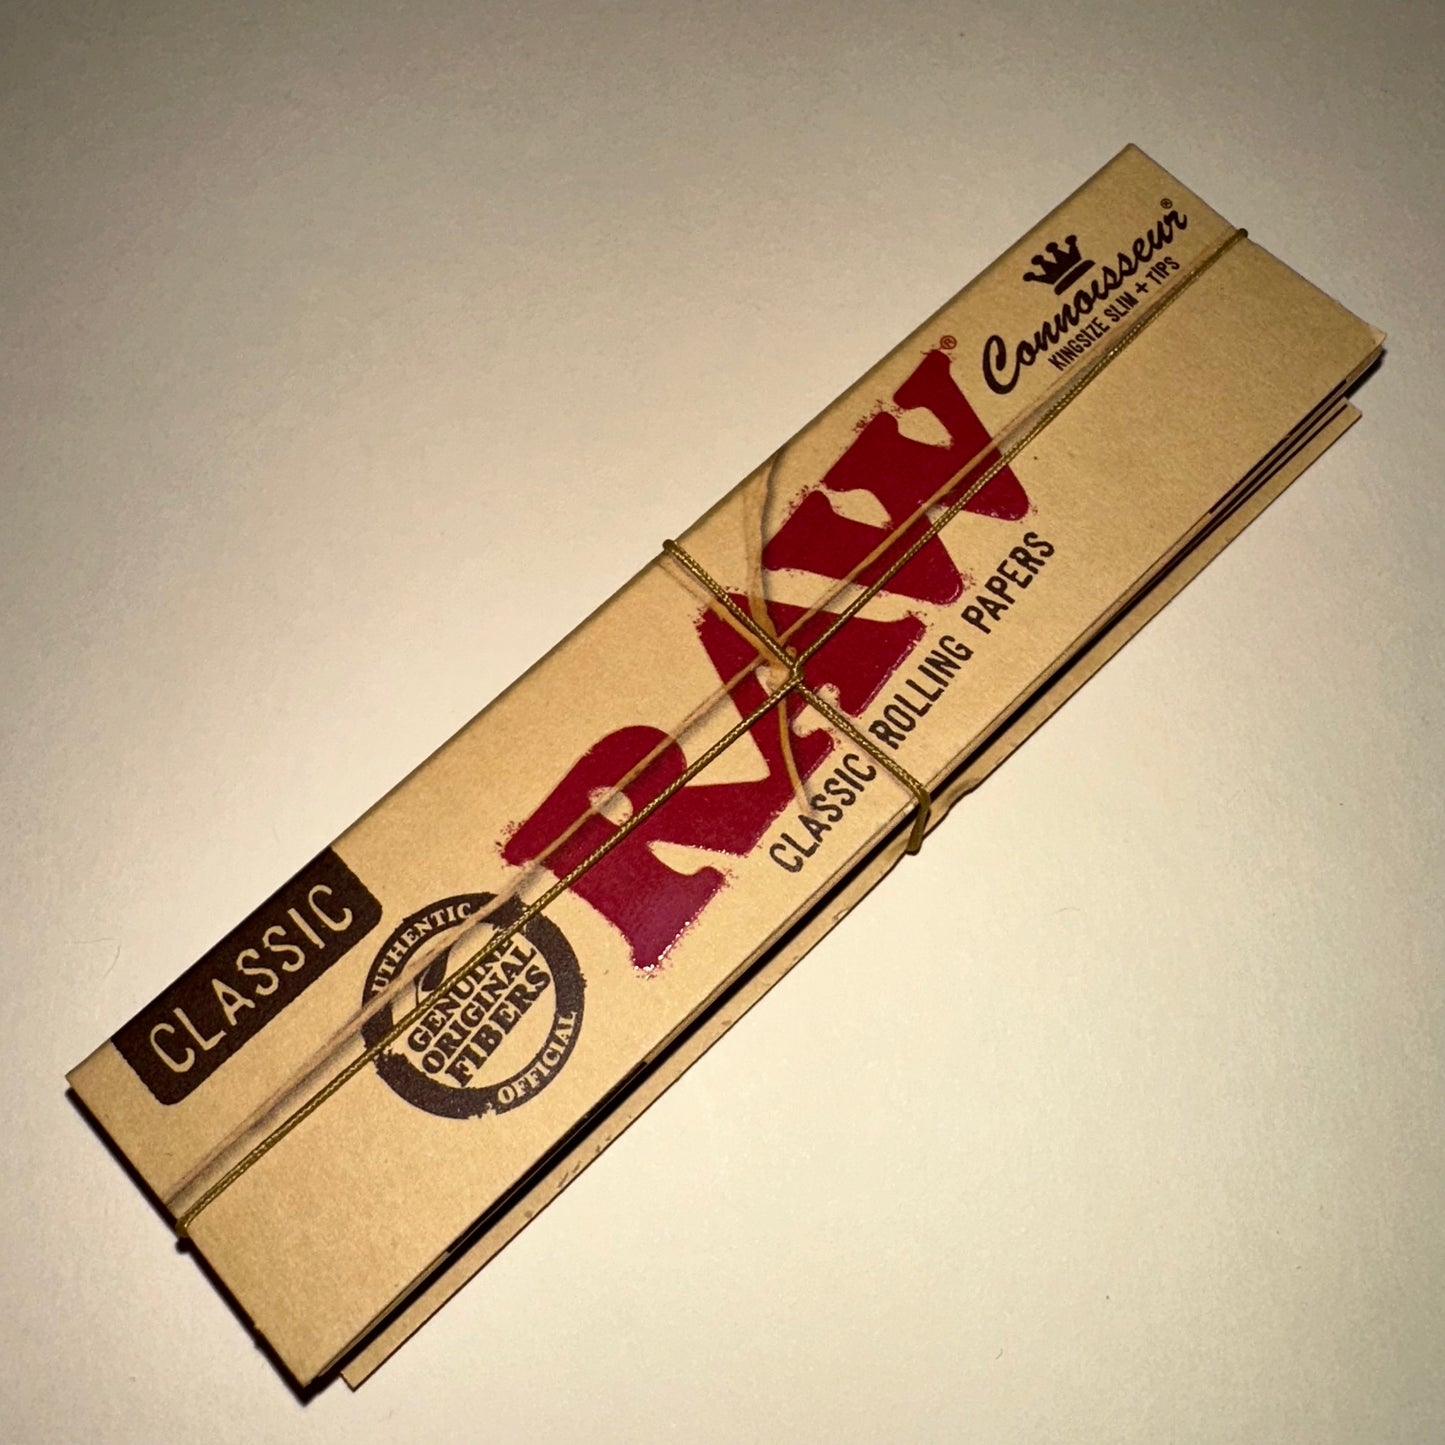 CLASSIC
AUTHENTIC
GENUINE
ORIGINAL
FIBERS
OFFICIAL
RAW®
CLASSIC ROLLING PAPERS
Connoisseur®
KINGSIZE SLIM + TIPS